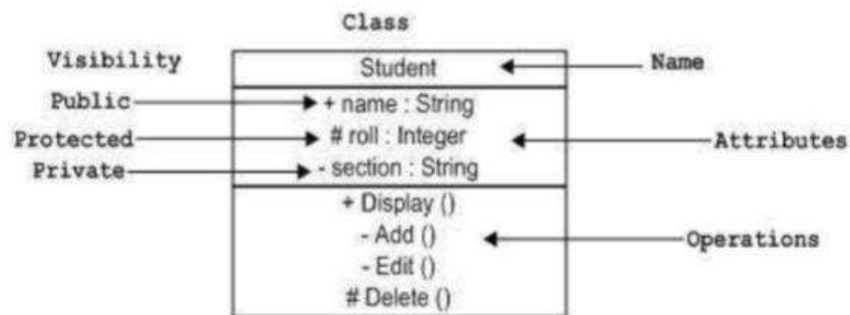 Class
Visibility
Student
Name
Public
+ name : String
Protected
# roll : Integer
Attributes
Private
- section : String
+ Display ()
- Add ()
Operations
- Edit ()
# Delete ()